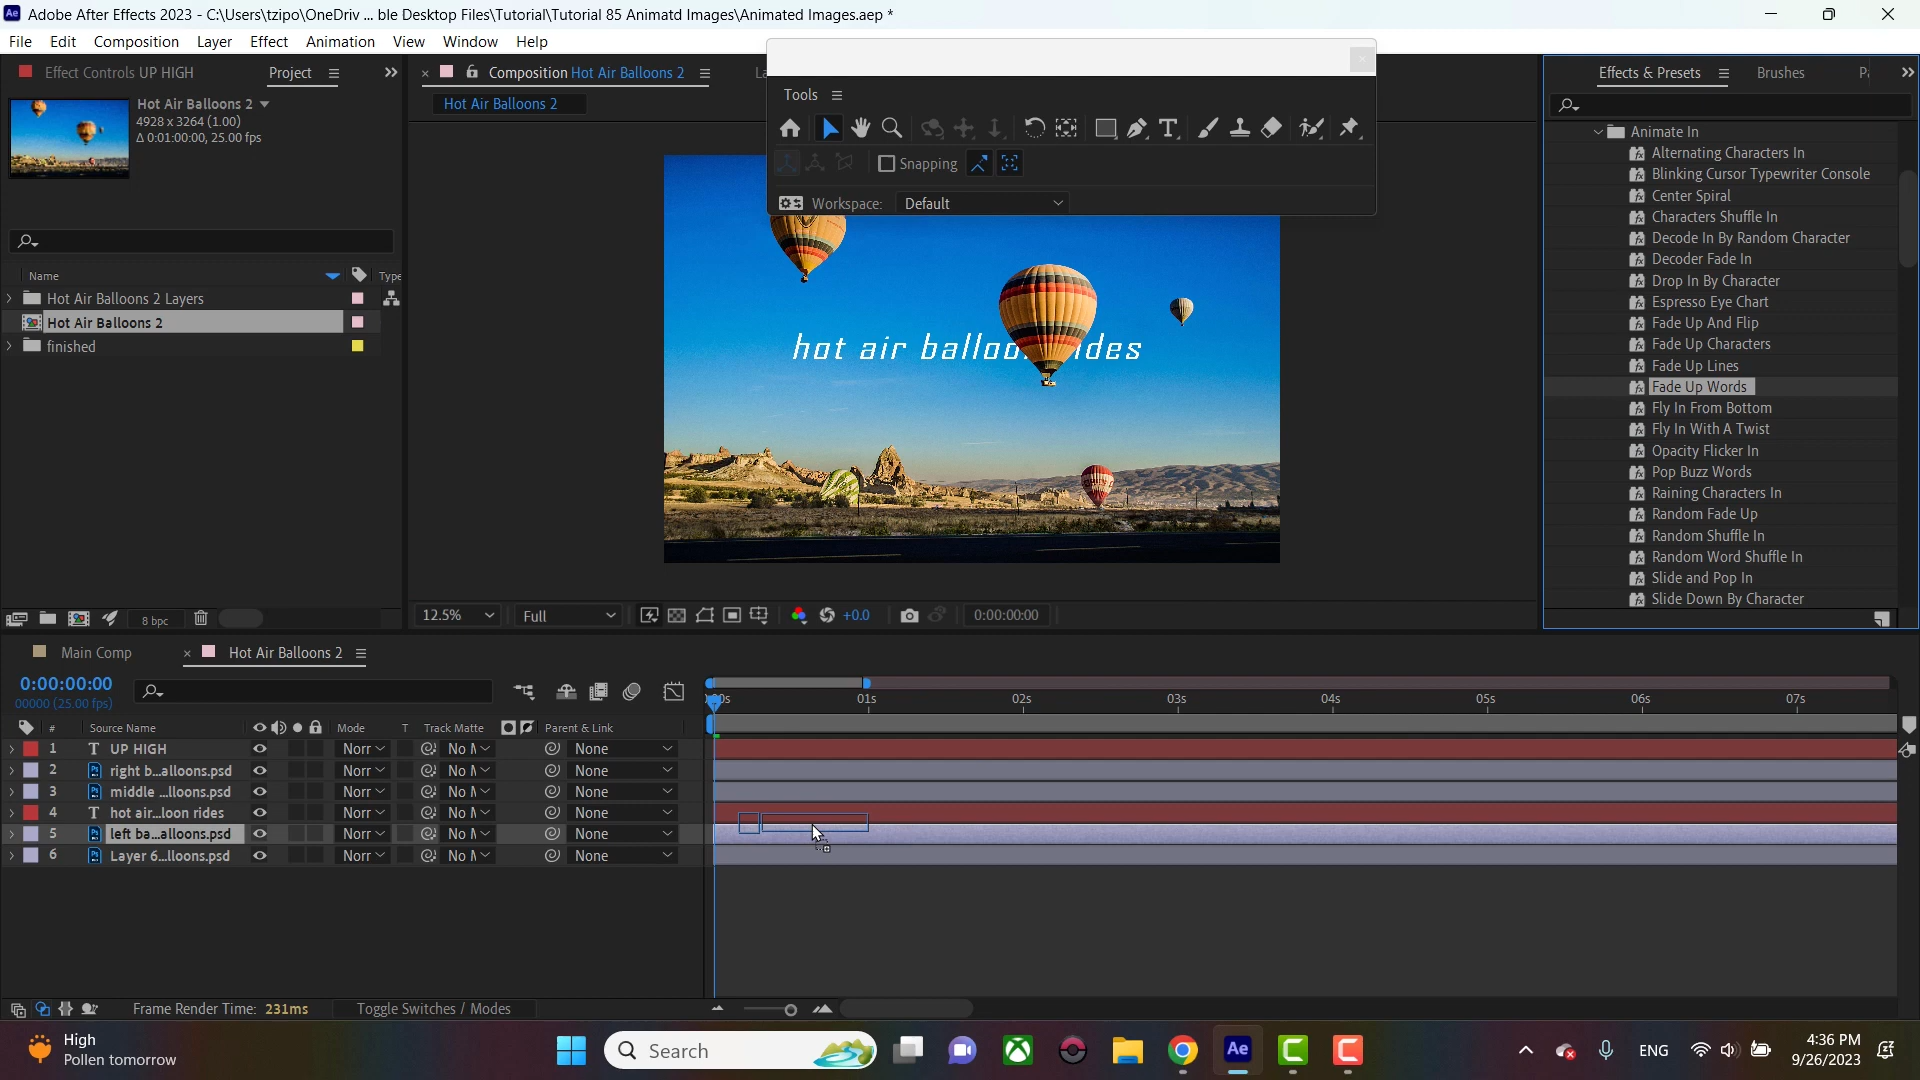 Adobe After Effects 2023 - C:\Users\tzipo\OneDriv ... ble Desktop Files\Tutorial\Tutorial 85 Animatd Images\Animated Images.aep *
File Edit Composition Layer Effect Animation View Window Help
Effect Controls UP HIGH
Project
Hot Air Balloons 2
4928 x 3264 (1.00)
Δ 0:01:00:00, 25.00 fps
Name
Type
Hot Air Balloons 2 Layers
Hot Air Balloons 2
finished
8 bpc
Composition Hot Air Balloons 2
Hot Air Balloons 2
Tools
Snapping
Workspace: Default
hot air balloo
ides
12.5%
Full
+0.0
0:00:00:00
Effects & Presets
Brushes
Animate In
Alternating Characters In
Blinking Cursor Typewriter Console
Center Spiral
Characters Shuffle In
Decode In By Random Character
Decoder Fade In
Drop In By Character
Espresso Eye Chart
Fade Up And Flip
Fade Up Characters
Fade Up Lines
Fade Up Words
Fly In From Bottom
Fly In With A Twist
Opacity Flicker In
Pop Buzz Words
Raining Characters In
Random Fade Up
Random Shuffle In
Random Word Shuffle In
Slide and Pop In
Slide Down By Character
Main Comp
Hot Air Balloons 2
0:00:00:00
00000 (25.00 fps)
01s 02s 03s 04s 05s 06s 07s
# Source Name Mode T Track Matte Parent & Link
1 T UP HIGH Norr No M None
2 right b...alloons.psd Norr No M None
3 middle ...lloons.psd Norr No M None
4 T hot air...loon rides Norr No M None
5 left ba...alloons.psd Norr No M None
6 Layer 6...lloons.psd Norr No M None
Frame Render Time: 231ms
Toggle Switches / Modes
High
Pollen tomorrow
Search
Ae
ENG
4:36 PM
9/26/2023